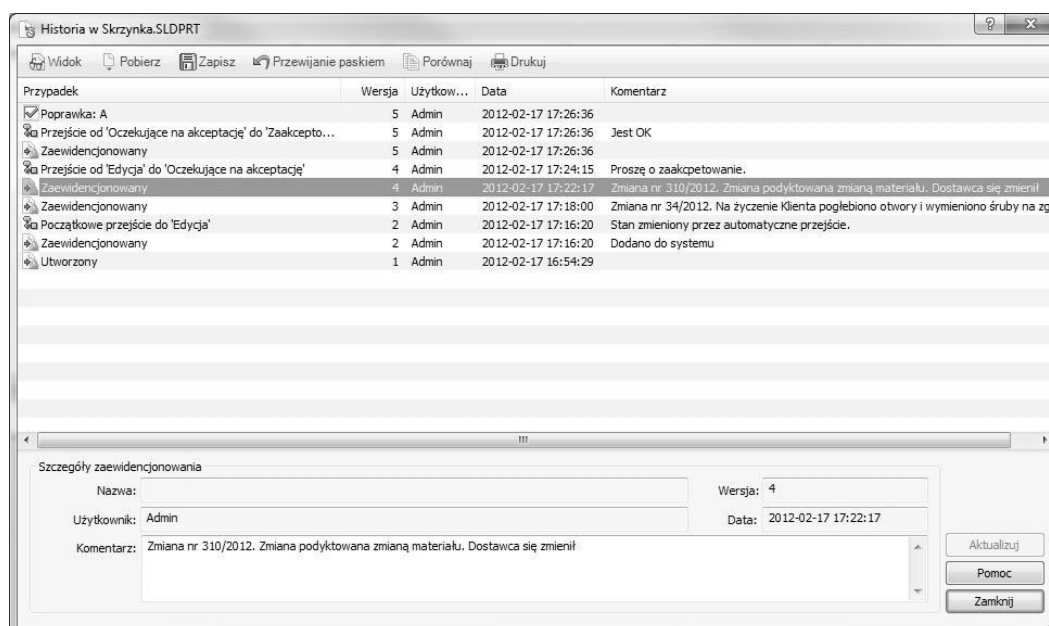 Historia w Skrzynka.SLDPRT
Widok Pobierz Zapisz Przewijanie paskiem Porównaj Drukuj
Przypadek Wersja Użytkow... Data Komentarz
Poprawka: A 5 Admin 2012-02-17 17:26:36
Przejście od 'Oczekujące na akceptację' do 'Zaakcepto... 5 Admin 2012-02-17 17:26:36 Jest OK
Zaewidencjonowany 5 Admin 2012-02-17 17:26:36
Przejście od 'Edycja' do 'Oczekujące na akceptację' 4 Admin 2012-02-17 17:24:15 Proszę o zaakcpetowanie.
Zaewidencjonowany 4 Admin 2012-02-17 17:22:17 Zmiana nr 310/2012. Zmiana podyktowana zmianą materiału. Dostawca się zmienił
Zaewidencjonowany 3 Admin 2012-02-17 17:18:00 Zmiana nr 34/2012. Na życzenie Klienta pogłębiono otwory i wymieniono śruby na zg
Początkowe przejście do 'Edycja' 2 Admin 2012-02-17 17:16:20 Stan zmieniony przez automatyczne przejście.
Zaewidencjonowany 2 Admin 2012-02-17 17:16:20 Dodano do systemu
Utworzony 1 Admin 2012-02-17 16:54:29
Szczegóły zaewidencjonowania
Nazwa: Wersja: 4
Użytkownik: Admin Data: 2012-02-17 17:22:17
Komentarz: Zmiana nr 310/2012. Zmiana podyktowana zmianą materiału. Dostawca się zmienił
Aktualizuj
Pomoc
Zamknij